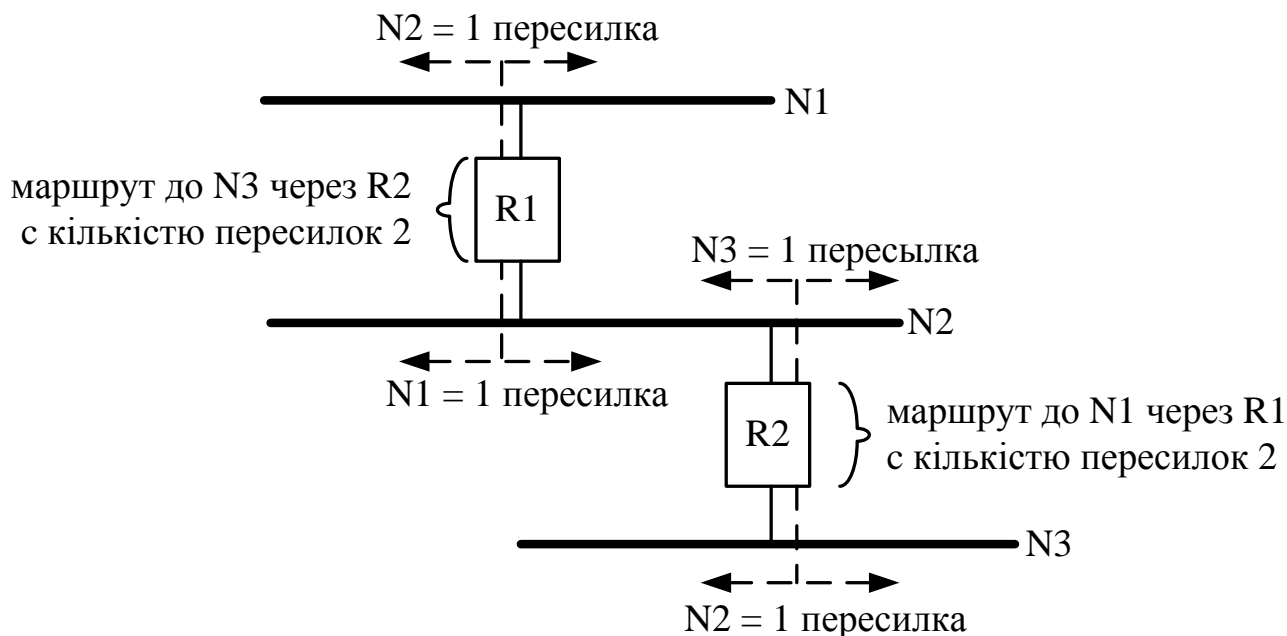 N2 = 1 пересилка
N1
маршрут до N3 через R2
с кількістю пересилок 2
R1
N3 = 1 пересылка
N2
N1 = 1 пересилка
R2
маршрут до N1 через R1
с кількістю пересилок 2
N3
N2 = 1 пересилка